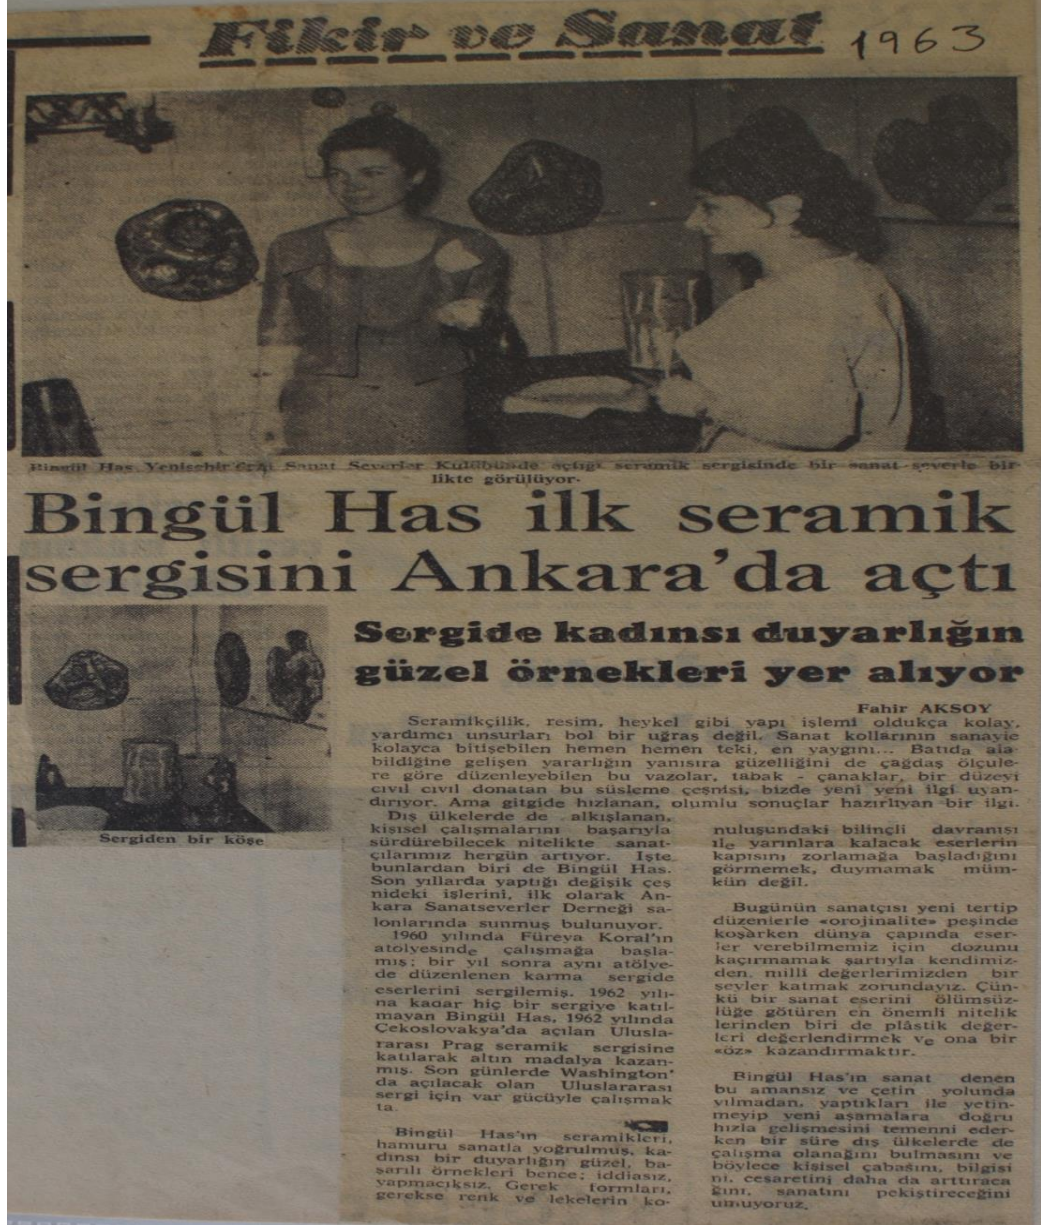 Fikir ve Sanat
1963
Bingül Has Yenişehir'deki Sanat Severler Kulübünde açtığı seramik sergisinde bir sanat severle bir-
likte görülüyor.
Bingül Has ilk seramik
sergisini Ankara'da açtı
Sergide kadınsı duyarlığın
güzel örnekleri yer alıyor
Sergiden bir köşe
Fahir AKSOY
Seramikçilik, resim, heykel gibi yapı işlemi oldukça kolay,
yardımcı unsurları bol bir uğraş değil. Sanat kollarının sanayie
kolayca bitişebilen hemen hemen teki, en yaygını... Batıda ala-
bildiğine gelişen yararlığın yanısıra güzelliğini de çağdaş ölçüle-
re göre düzenleyebilen bu vazolar, tabak - çanaklar, bir düzeyi
cıvıl cıvıl donatan bu süsleme çeşnisi, bizde yeni yeni ilgi uyan-
dırıyor. Ama gitgide hızlanan, olumlu sonuçlar hazırlıyan bir ilgi.
Dış ülkelerde de alkışlanan,
kişisel çalışmalarını başarıyla
sürdürebilecek nitelikte sanat-
çılarımız hergün artıyor. İşte
bunlardan biri de Bingül Has.
Son yıllarda yaptığı değişik çeş
nideki işlerini, ilk olarak An-
kara Sanatseverler Derneği sa-
lonlarında sunmuş bulunuyor.
1960 yılında Füreya Koral'ın
atölyesinde çalışmağa başla-
mış; bir yıl sonra aynı atölye-
de düzenlenen karma sergide
eserlerini sergilemiş. 1962 yılı-
na kadar hiç bir sergiye katıl-
mayan Bingül Has, 1962 yılında
Çekoslovakya'da açılan Ulusla-
rarası Prag seramik sergisine
katılarak altın madalya kazan-
mış. Son günlerde Washington'
da açılacak olan Uluslararası
sergi için var gücüyle çalışmak
ta.
Bingül Has'ın seramikleri,
hamuru sanatla yoğrulmuş, ka-
dınsı bir duyarlığın güzel, ba-
şarılı örnekleri bence; iddiasız,
yapmacıksız. Gerek formları,
gerekse renk ve lekelerin ko-
nuluşundaki bilinçli davranışı
ile yarınlara kalacak eserlerin
kapısını zorlamağa başladığını
görmemek, duymamak müm-
kün değil.
Bugünün sanatçısı yeni tertip
düzenlerle «orojinalite» peşinde
koşarken dünya çapında eser-
ler verebilmemiz için dozunu
kaçırmamak şartıyla kendimiz-
den, milli değerlerimizden bir
şeyler katmak zorundayız. Çün-
kü bir sanat eserini ölümsüz-
lüğe götüren en önemli nitelik
lerinden biri de plâstik değer-
leri değerlendirmek ve ona bir
«öz» kazandırmaktır.
Bingül Has'ın sanat denen
bu amansız ve çetin yolunda
yılmadan, yaptıkları ile yetin-
meyip yeni aşamalara doğru
hızla gelişmesini temenni eder-
ken bir süre dış ülkelerde de
çalışma olanağını bulmasını ve
böylece kişisel çabasını, bilgisi
ni, cesaretini daha da arttıraca
ğını, sanatını pekiştireceğini
umuyoruz.